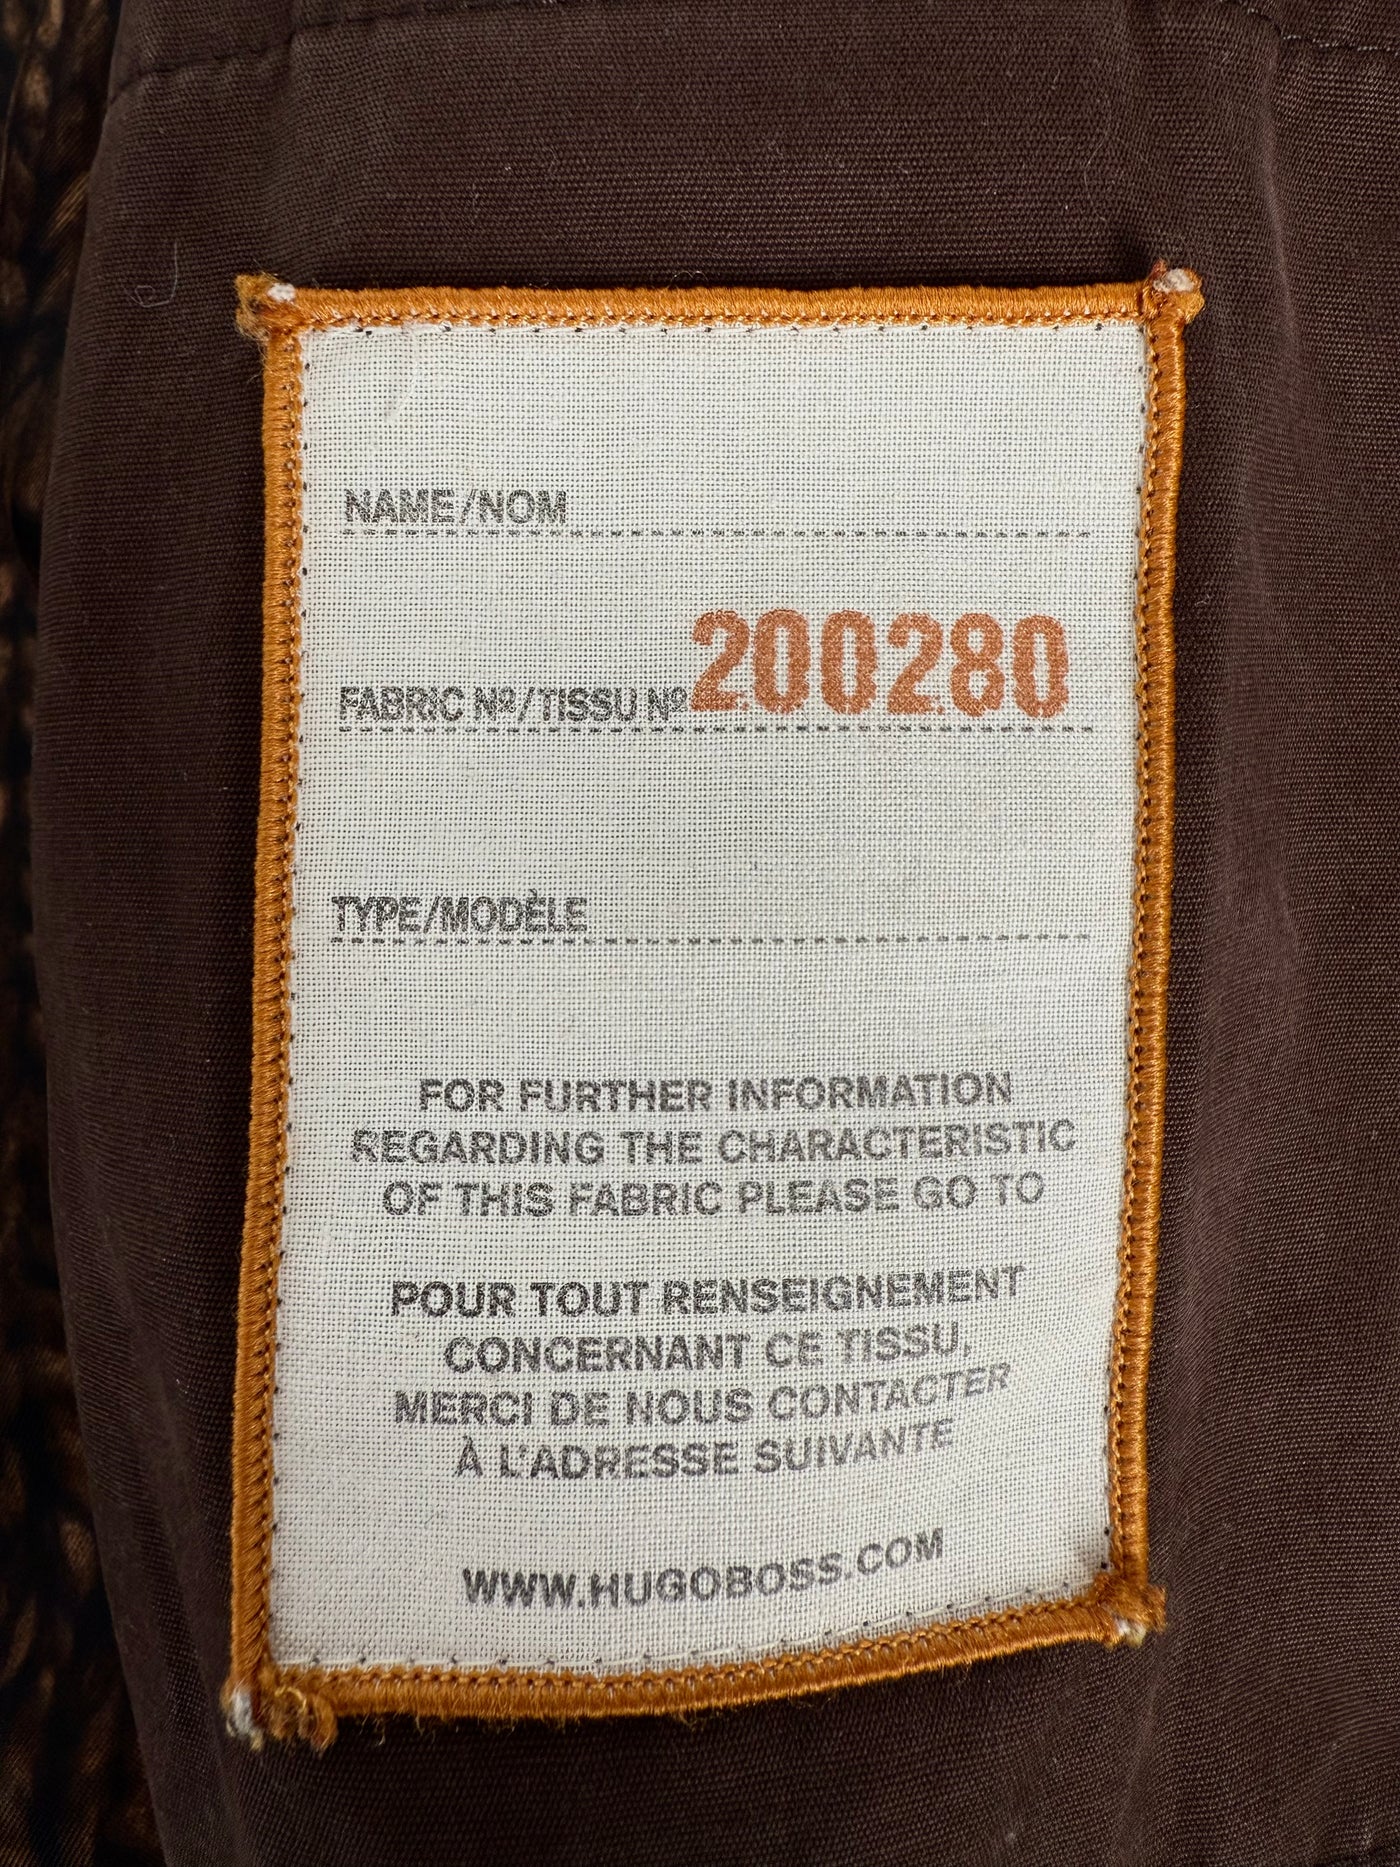 NAME/NOM
FABRIC Nº/TISSU Nº 200280
TYPE/MODÈLE
FOR FURTHER INFORMATION
REGARDING THE CHARACTERISTIC
OF THIS FABRIC PLEASE GO TO
POUR TOUT RENSEIGNEMENT
CONCERNANT CE TISSU,
MERCI DE NOUS CONTACTER
À L'ADRESSE SUIVANTE
WWW.HUGOBOSS.COM